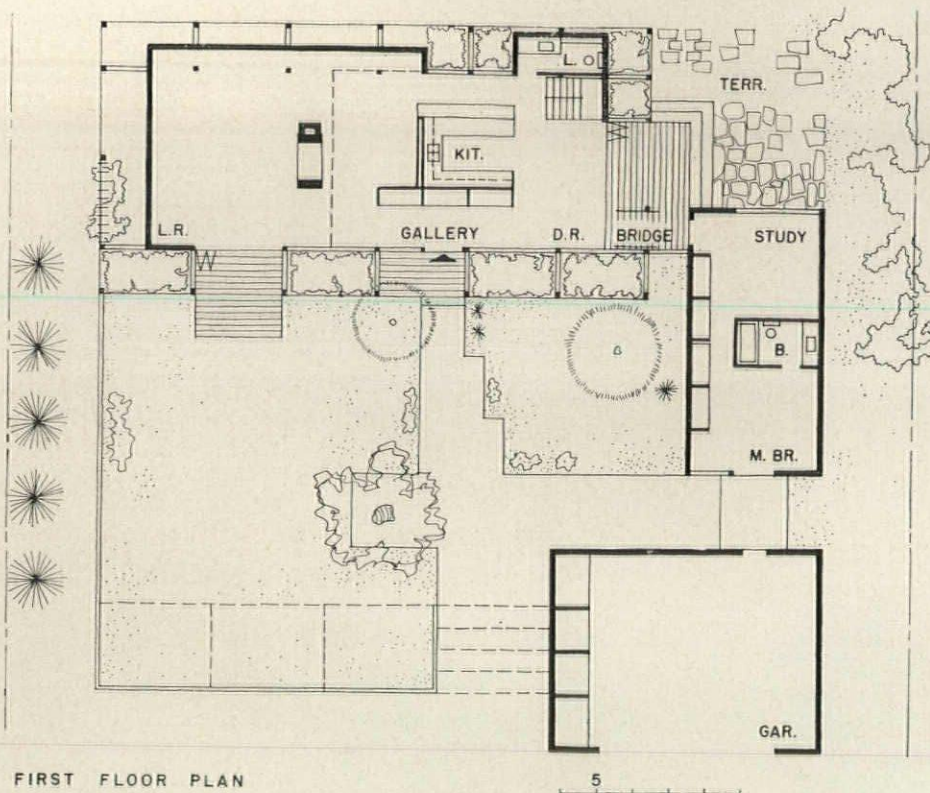 L.
TERR.
KIT.
L.R.
GALLERY
D.R.
BRIDGE
STUDY
B.
M. BR.
GAR.
FIRST FLOOR PLAN
5